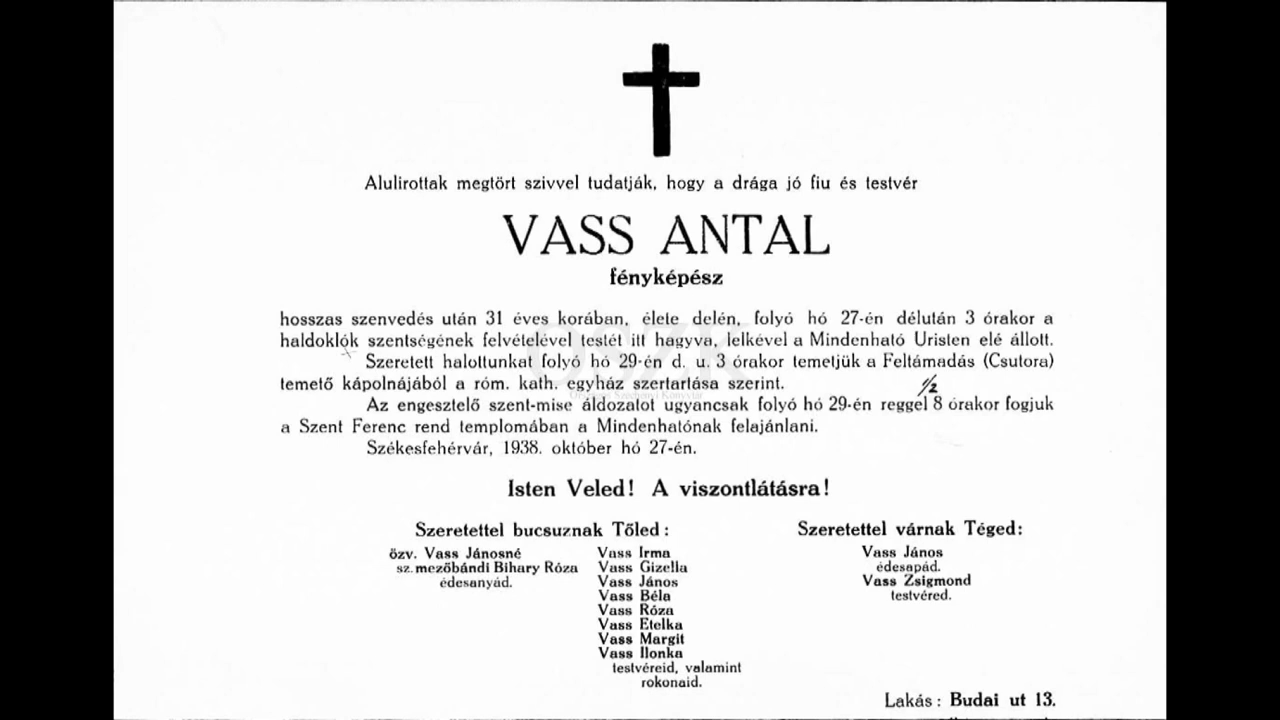 Alulirottak megtört szivvel tudatják, hogy a drága jó fiu és testvér
VASS ANTAL
fényképész
hosszas szenvedés után 31 éves korában, élete delén, folyó hó 27-én délután 3 órakor a
haldoklók szentségének felvételével testét itt hagyva, lelkével a Mindenható Uristen elé állott.
Szeretett halottunkat folyó hó 29-én d. u. 3 órakor temetjük a Feltámadás (Csutora)
temető kápolnájából a róm. kath. egyház szertartása szerint.
Az engesztelő szent-mise áldozatot ugyancsak folyó hó 29-én reggel 1/2 8 órakor fogjuk
a Szent Ferenc rend templomában a Mindenhatónak felajánlani.
Székesfehérvár, 1938. október hó 27-én.
Isten Veled! A viszontlátásra!
Szeretettel bucsuznak Tőled:
özv. Vass Jánosné
sz. mezőbándi Bihary Róza
édesanyád.
Vass Irma
Vass Gizella
Vass János
Vass Béla
Vass Róza
Vass Etelka
Vass Margit
Vass Ilonka
testvéreid, valamint
rokonaid.
Szeretettel várnak Téged:
Vass János
édesapád.
Vass Zsigmond
testvéred.
Lakás: Budai ut 13.
OSZK
Országos Széchényi Könyvtár